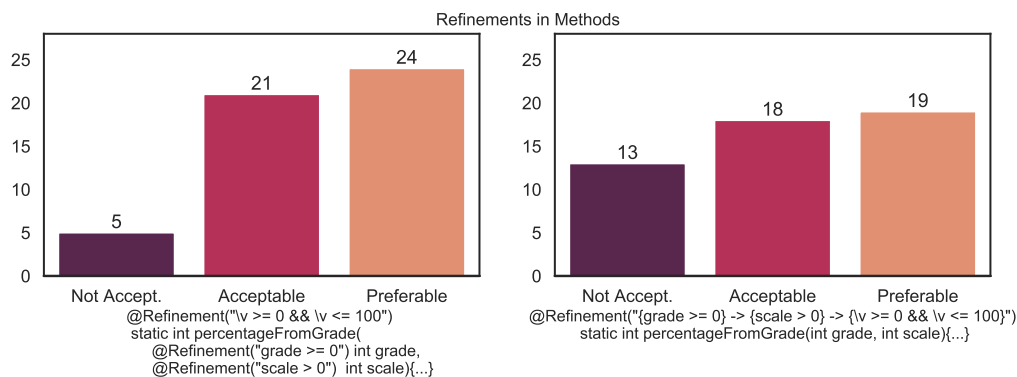 Refinements in Methods
25
20
15
10
5
0
5
21
24
Not Accept.
Acceptable
Preferable
@Refinement("\v >= 0 && \v <= 100")
static int percentageFromGrade(
@Refinement("grade >= 0") int grade,
@Refinement("scale > 0")  int scale){...}
25
20
15
10
5
0
13
18
19
Not Accept.
Acceptable
Preferable
@Refinement("{grade >= 0} -> {scale > 0} -> {\v >= 0 && \v <= 100}")
static int percentageFromGrade(int grade, int scale){...}